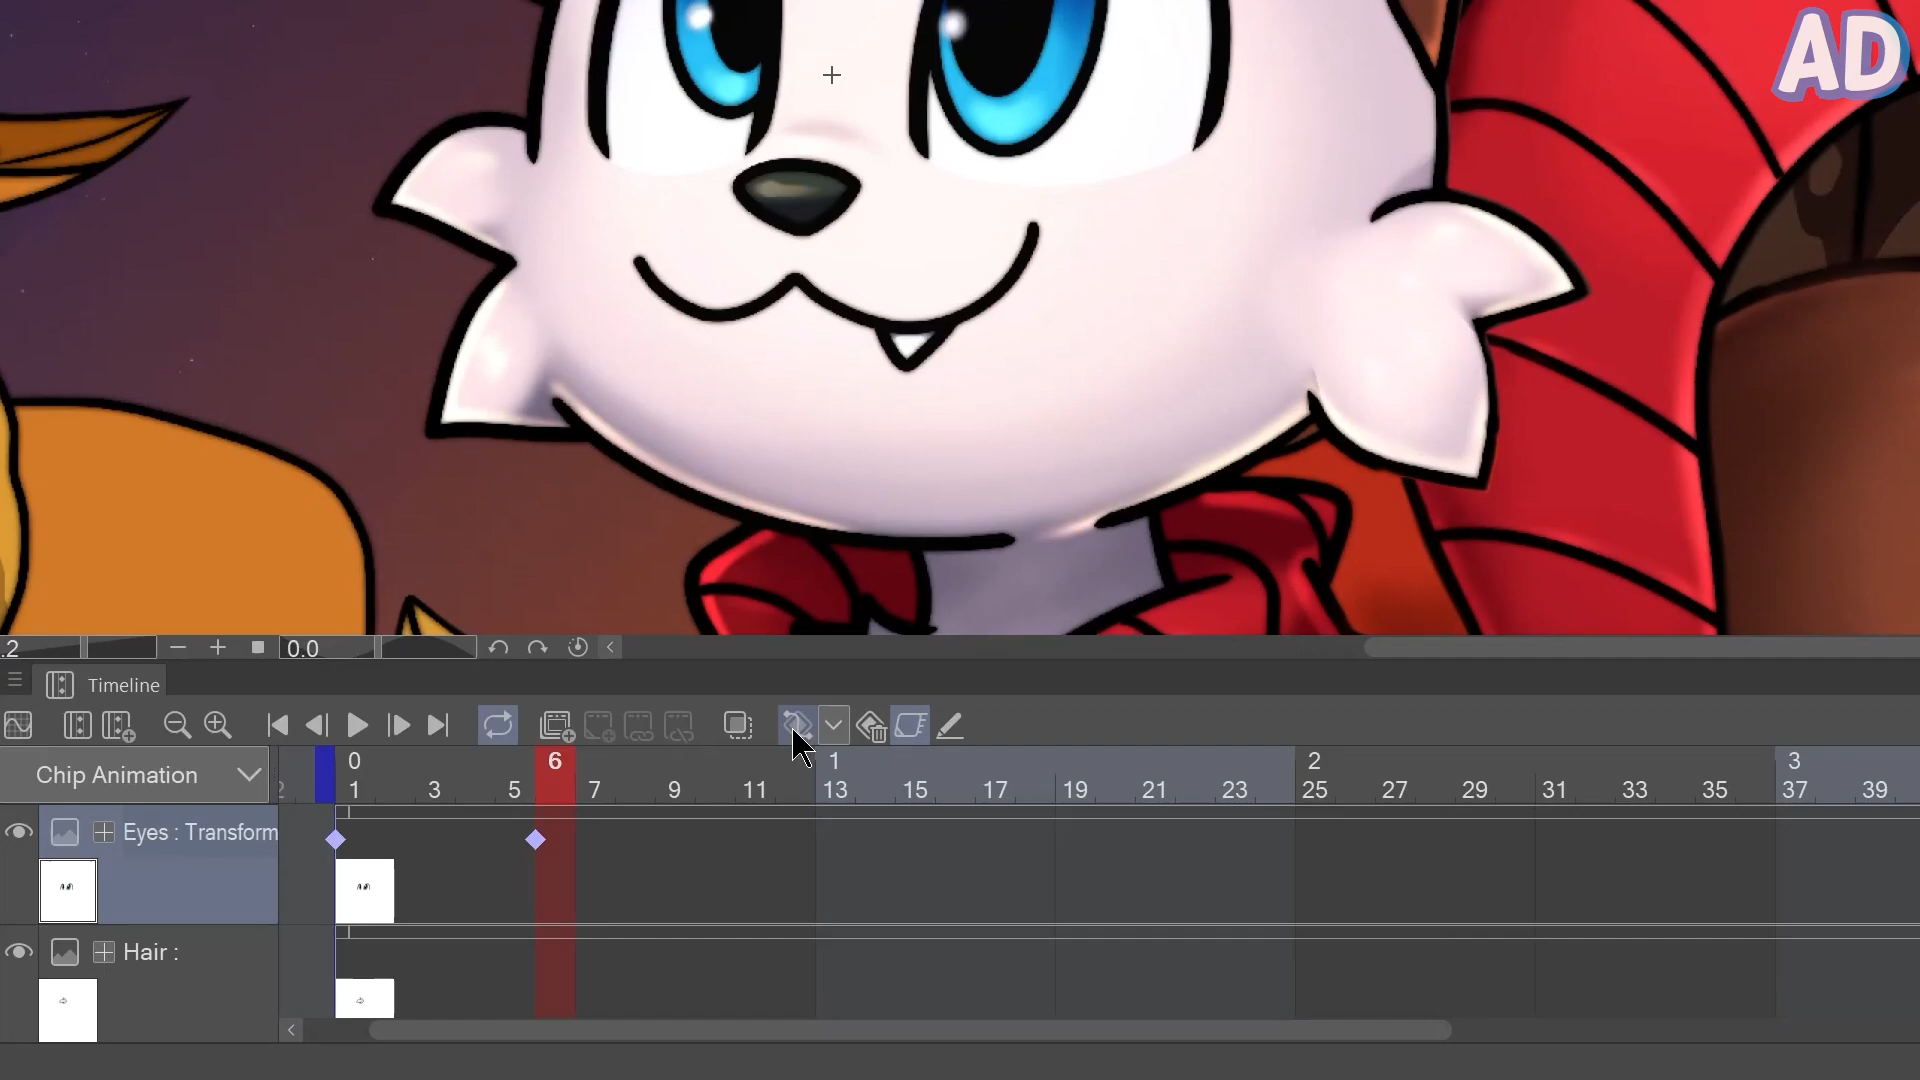 AD
.2
0.0
Timeline
Chip Animation
0 6 1 2 3
2 1 3 5 7 9 11 13 15 17 19 21 23 25 27 29 31 33 35 37 39
Eyes : Transform
Hair :